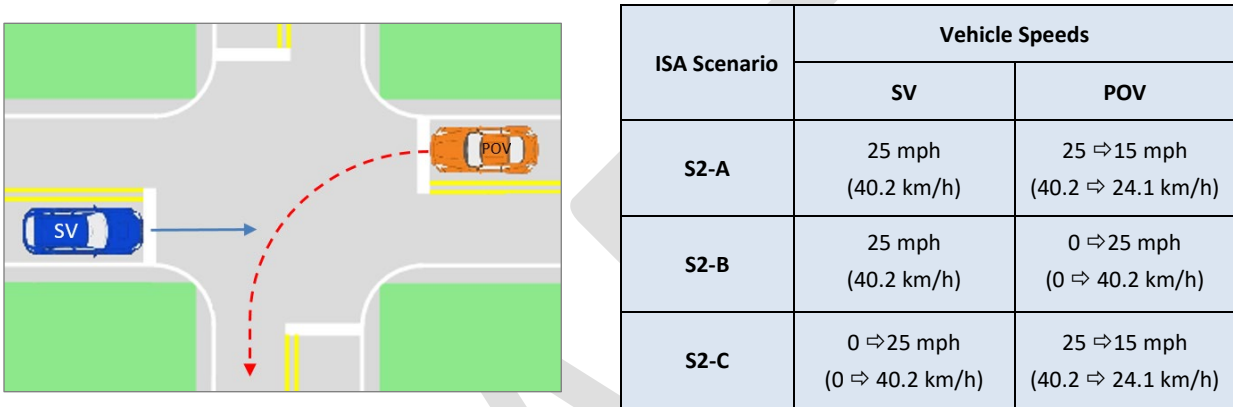 SV
POV
ISA Scenario
Vehicle Speeds
SV
POV
S2-A
25 mph
(40.2 km/h)
25 ⇨15 mph
(40.2 ⇨ 24.1 km/h)
S2-B
25 mph
(40.2 km/h)
0 ⇨25 mph
(0 ⇨ 40.2 km/h)
S2-C
0 ⇨25 mph
(0 ⇨ 40.2 km/h)
25 ⇨15 mph
(40.2 ⇨ 24.1 km/h)